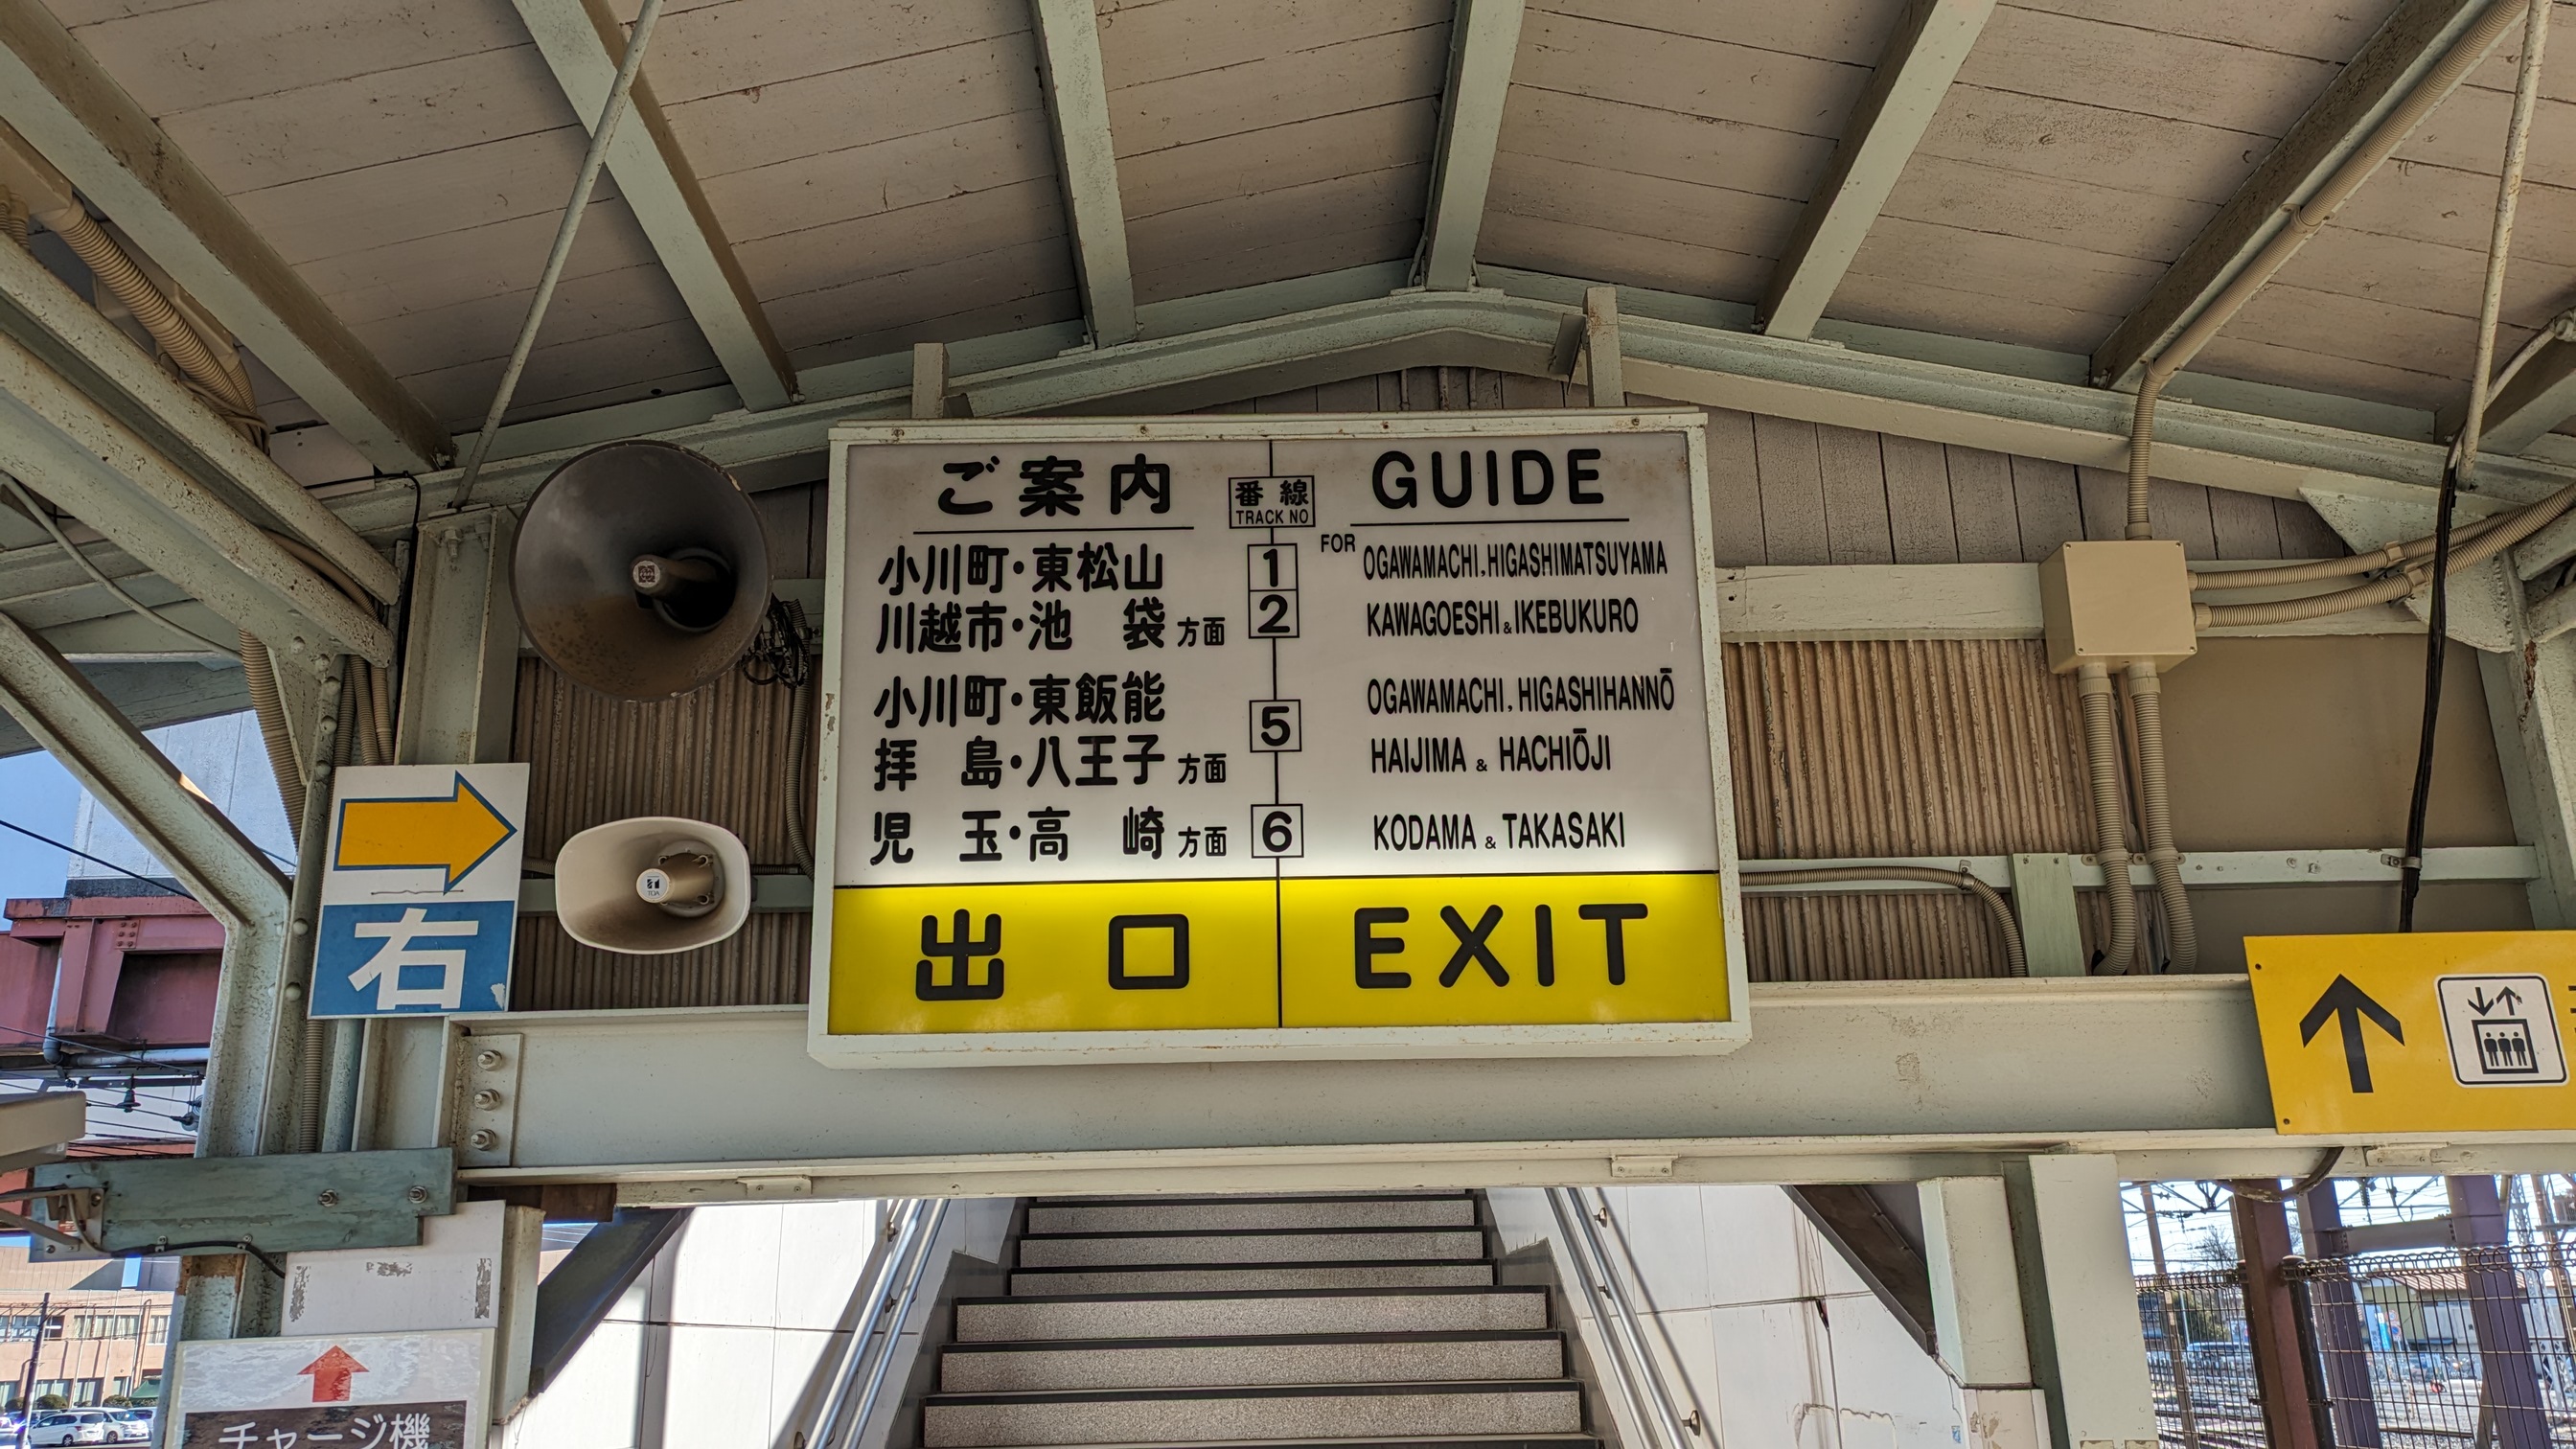 ご案内
番線
TRACK NO
GUIDE
小川町・東松山
川越市・池 袋 方面
1
2
FOR OGAWAMACHI, HIGASHIMATSUYAMA
KAWAGOESHI & IKEBUKURO
小川町・東飯能
拝 島・八王子 方面
5
OGAWAMACHI, HIGASHIHANNŌ
HAIJIMA & HACHIŌJI
児 玉・高 崎 方面
6
KODAMA & TAKASAKI
出 口
EXIT
右
TOA
チャージ機